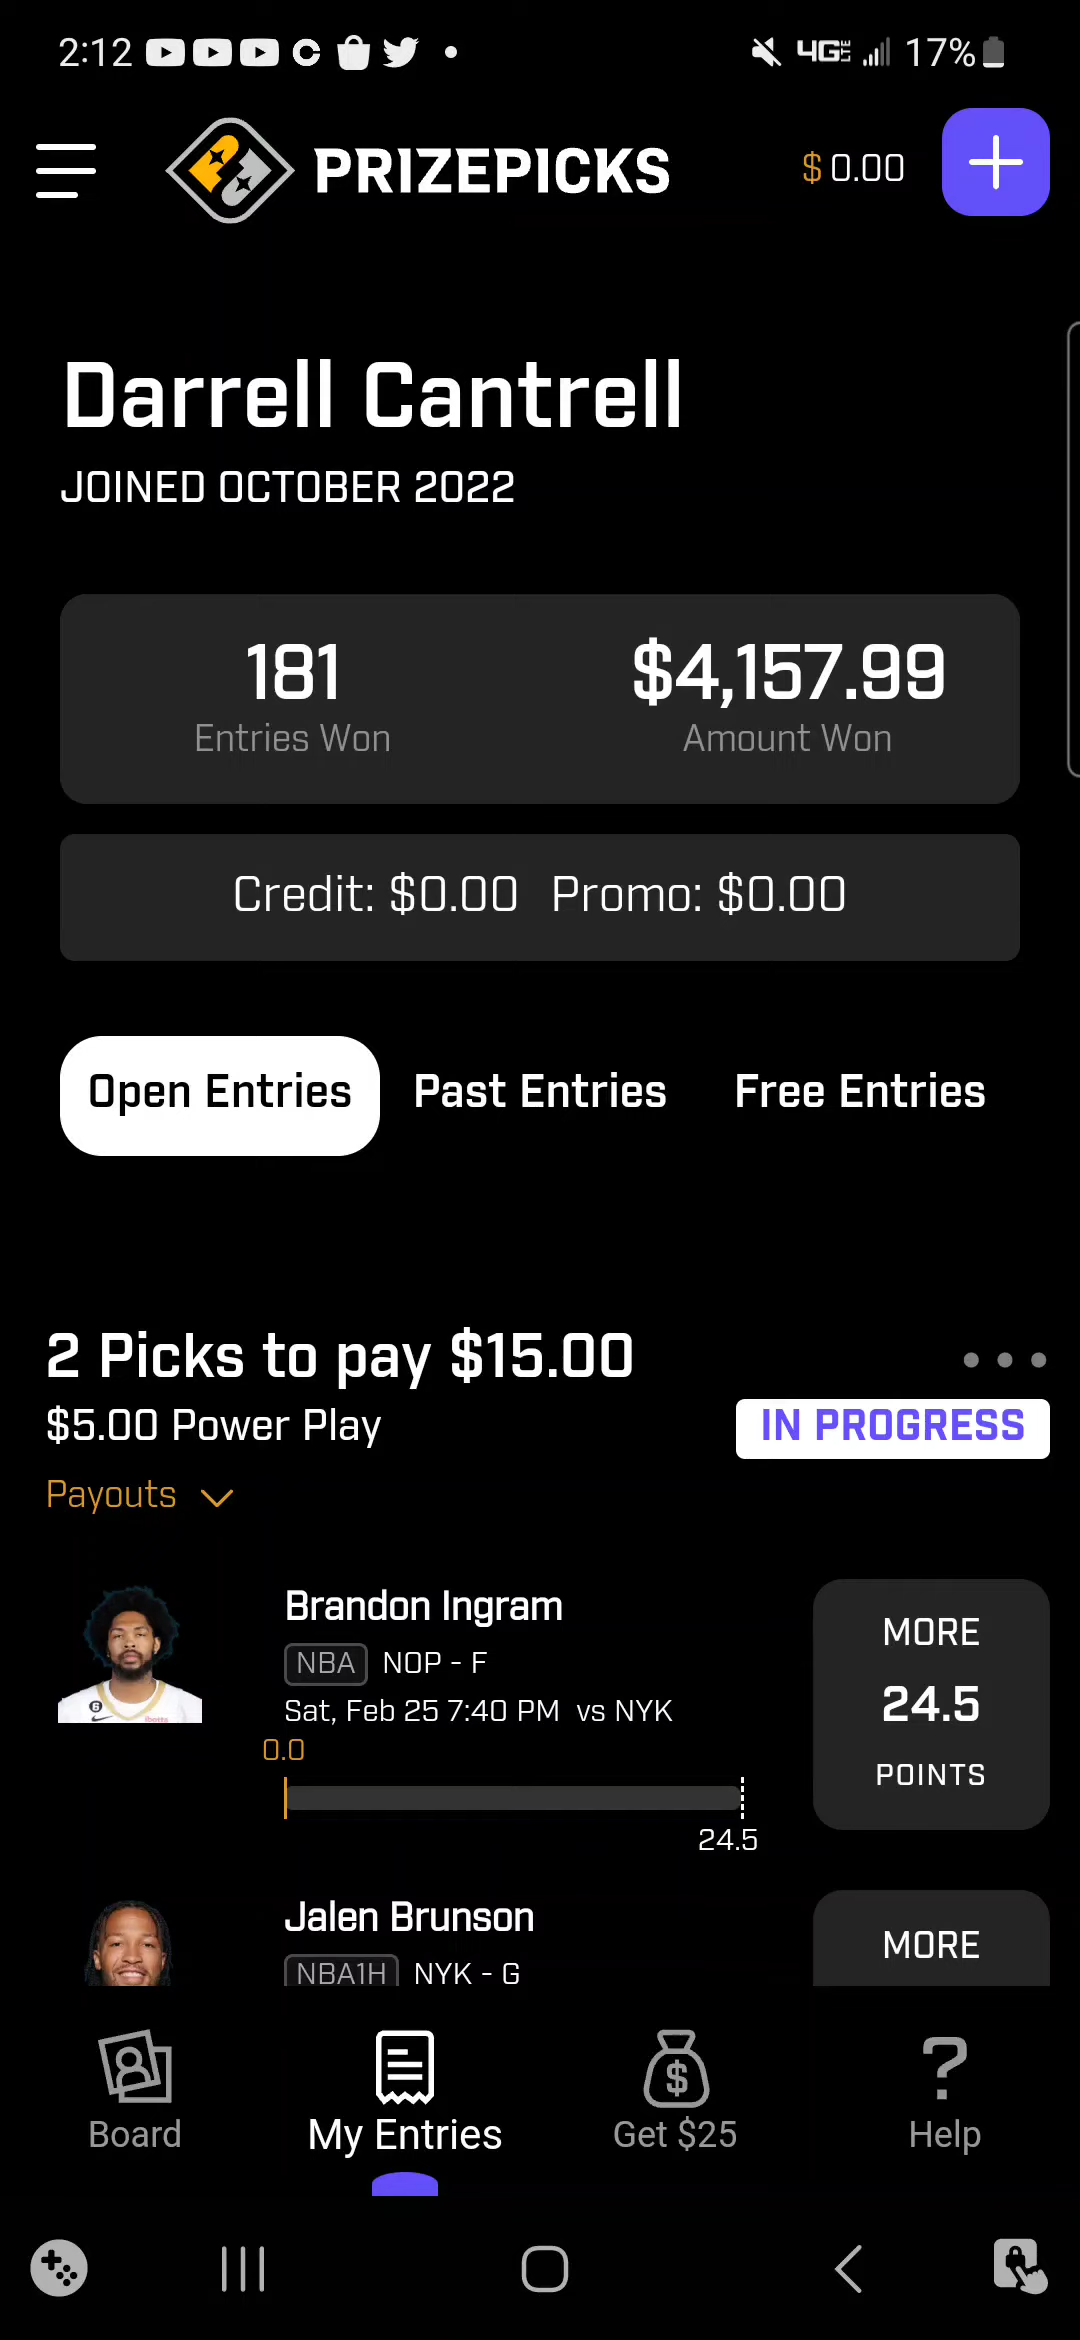 2:12
4G LTE 17%
PRIZEPICKS
$ 0.00
Darrell Cantrell
JOINED OCTOBER 2022
181
Entries Won
$4,157.99
Amount Won
Credit: $0.00 Promo: $0.00
Open Entries
Past Entries
Free Entries
2 Picks to pay $15.00
$5.00 Power Play
IN PROGRESS
Payouts
Brandon Ingram
NBA NOP - F
Sat, Feb 25 7:40 PM vs NYK
0.0
24.5
MORE
24.5
POINTS
Jalen Brunson
NBA1H NYK - G
MORE
Board
My Entries
Get $25
Help